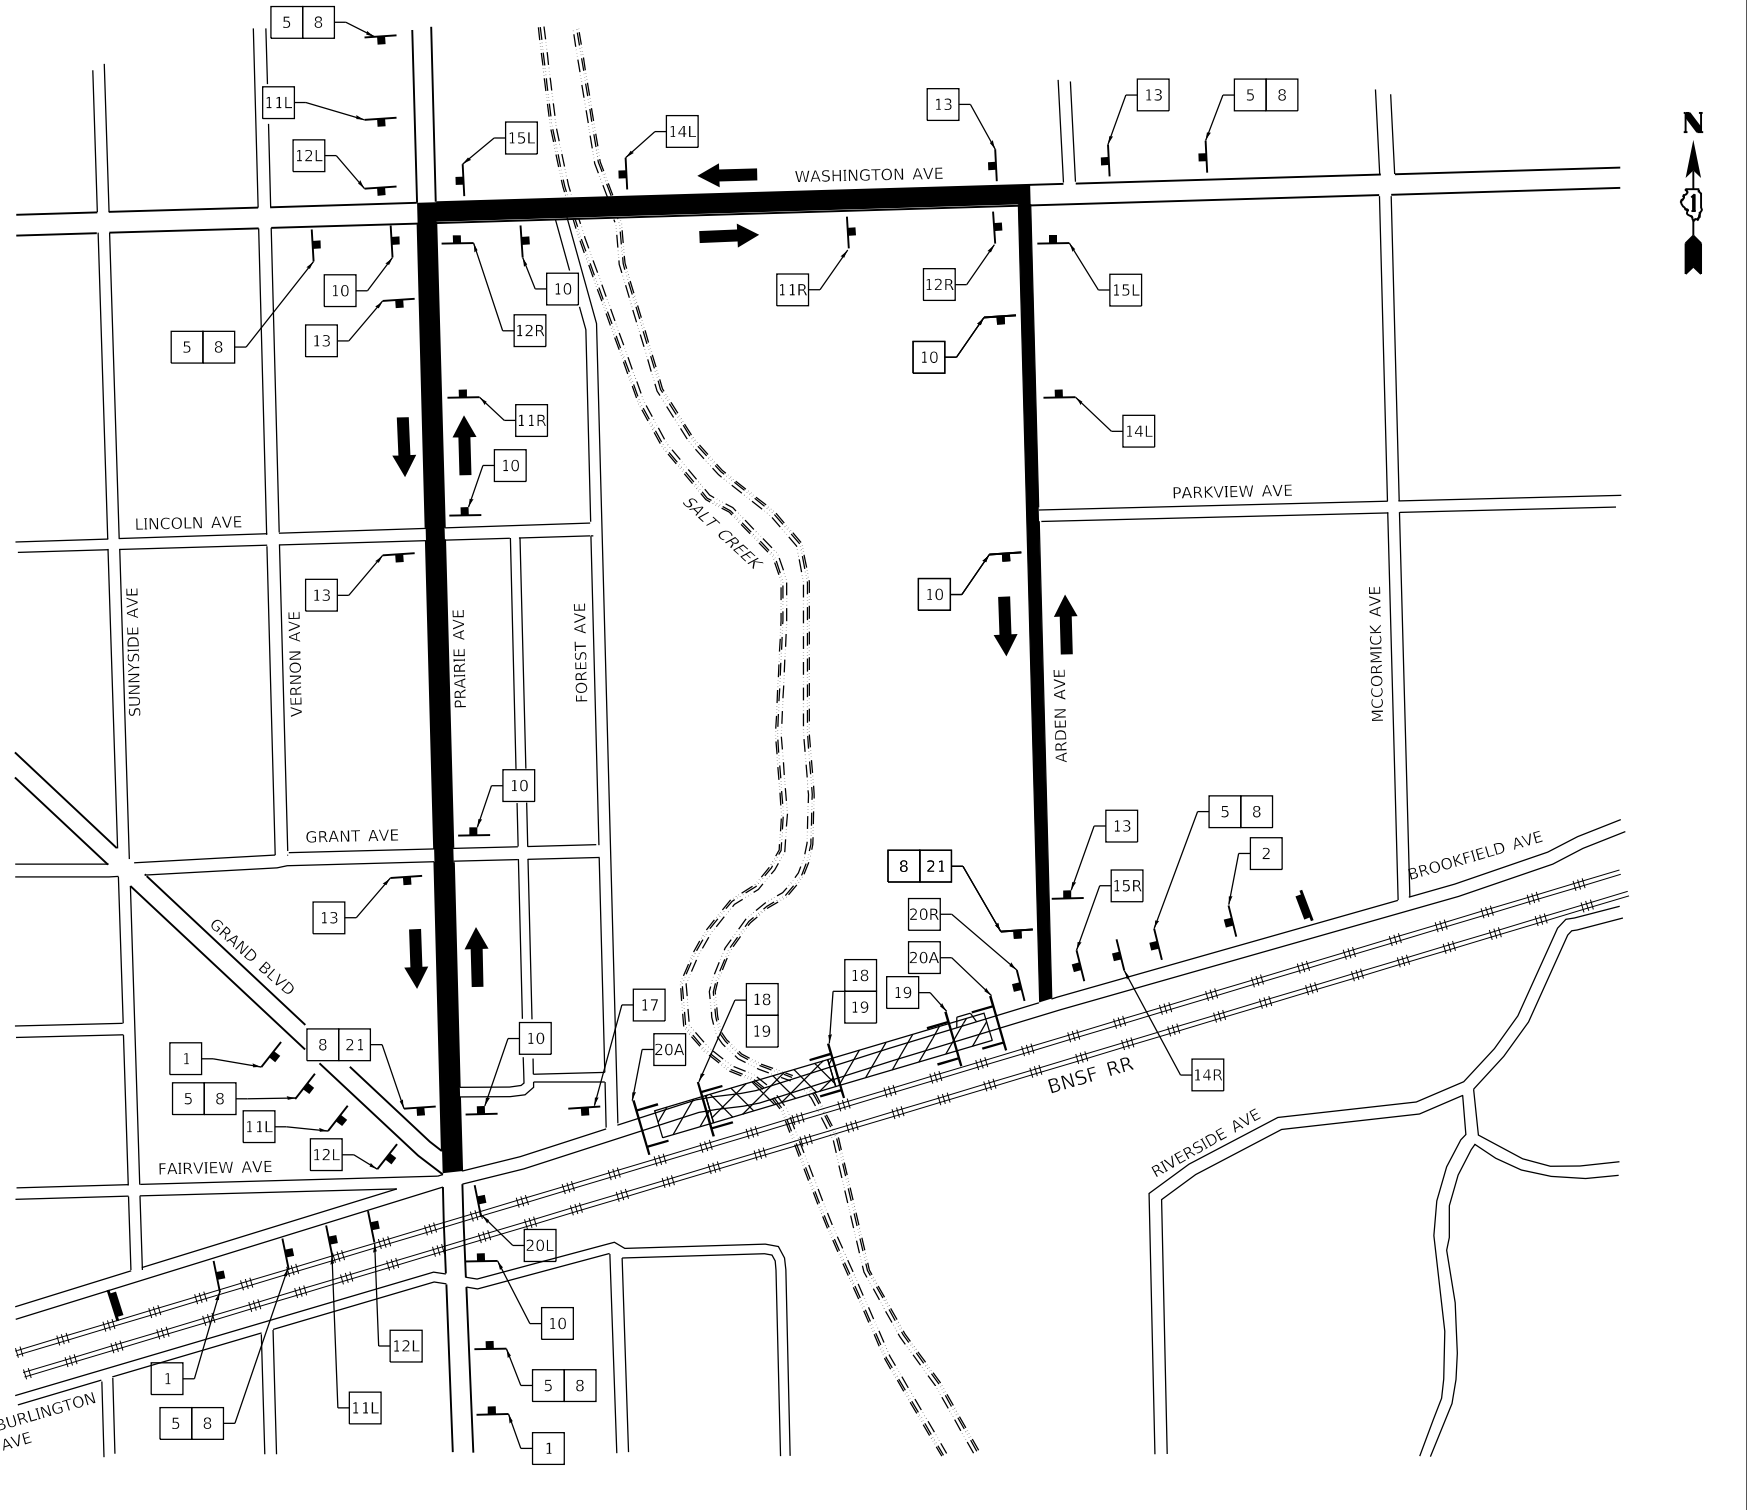 5 8
11L
12L
15L
14L
13
13
5 8
WASHINGTON AVE
N
1
5 8
10
13
10
12R
11R
12R
15L
10
11R
14L
10
PARKVIEW AVE
LINCOLN AVE
SALT CREEK
13
10
SUNNYSIDE AVE
VERNON AVE
PRAIRIE AVE
FOREST AVE
ARDEN AVE
MCCORMICK AVE
10
GRANT AVE
13
5 8
2
BROOKFIELD AVE
8 21
15R
13
20R
GRAND BLVD
20A
18
19
19
18
19
17
20A
10
8 21
1
5 8
11L
12L
14R
BNSF RR
RIVERSIDE AVE
FAIRVIEW AVE
20L
10
12L
1
5 8
11L
5 8
1
BURLINGTON
AVE